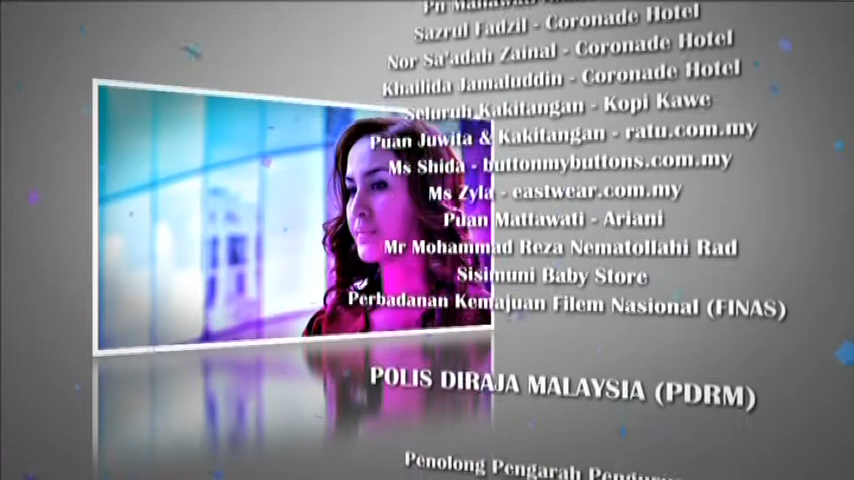 Sazrul Fadzil - Coronade Hotel
Nor Sa'adah Zainal - Coronade Hotel
Khailida Jamaluddin - Coronade Hotel
Seluruh Kakitangan - Kopi Kawe
Puan Juwita & Kakitangan - ratu.com.my
Ms Shida - buttonmybuttons.com.my
Ms Zyla - eastwear.com.my
Puan Mattawati - Ariani
Mr Mohammad Reza Nematollahi Rad
Sisimuni Baby Store
Perbadanan Kemajuan Filem Nasional (FINAS)
POLIS DIRAJA MALAYSIA (PDRM)
Penolong Pengarah